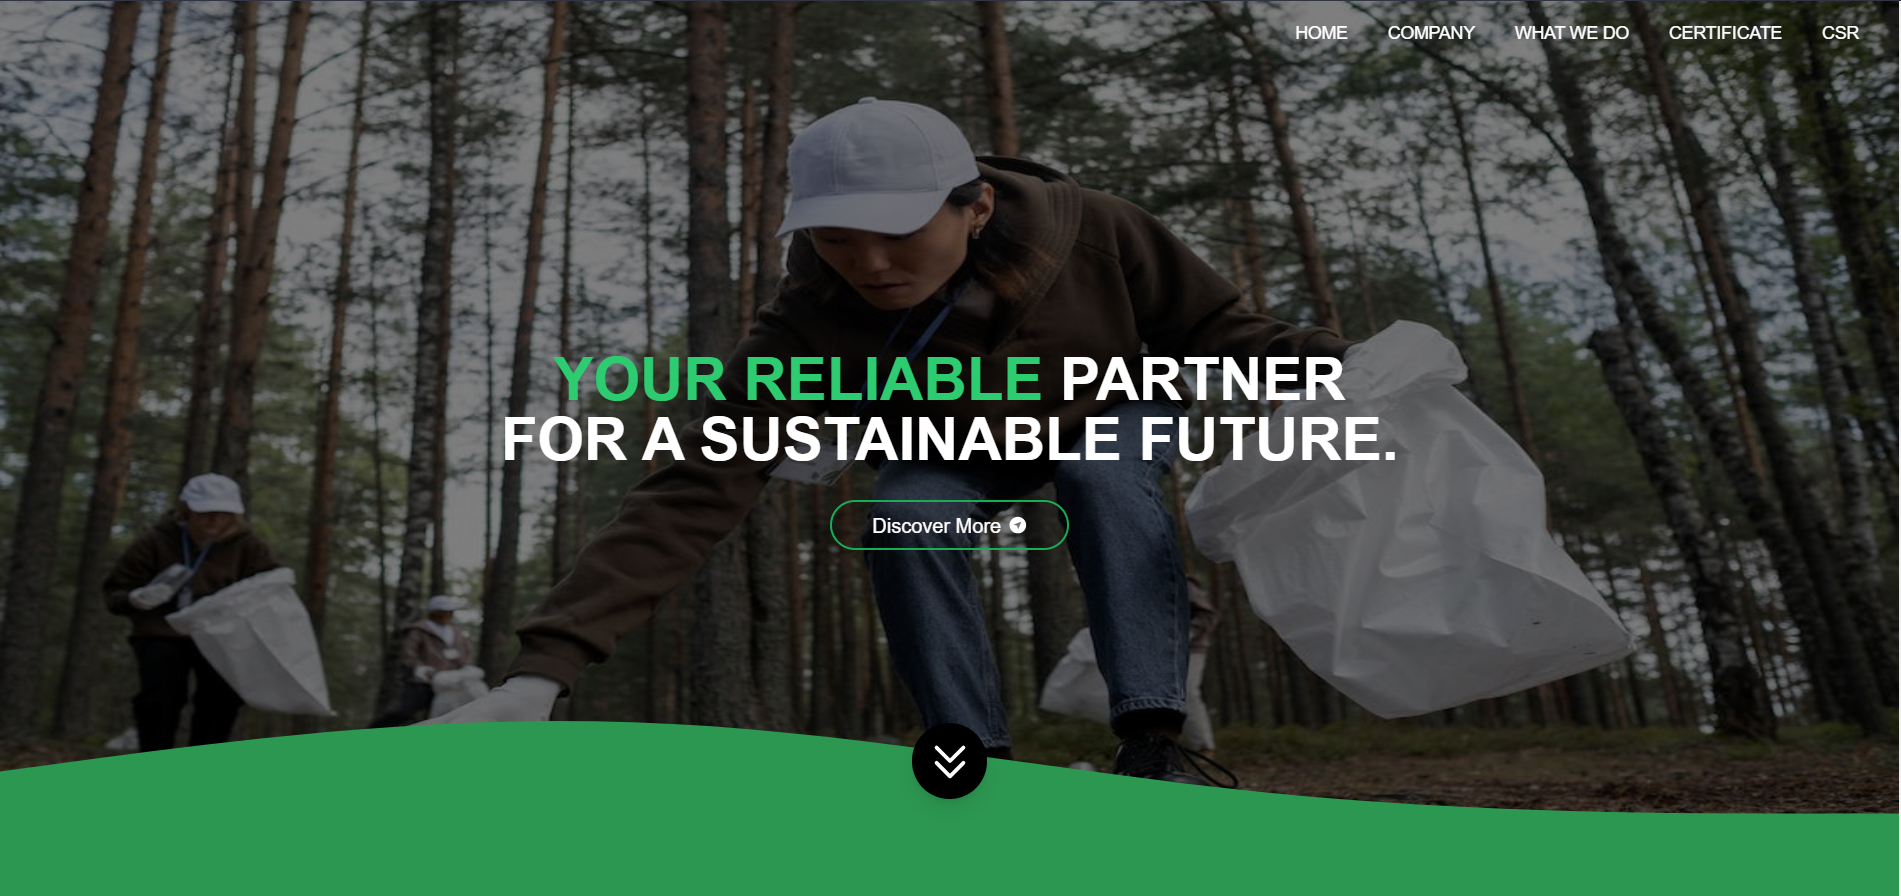 HOME COMPANY WHAT WE DO CERTIFICATE CSR
YOUR RELIABLE PARTNER
FOR A SUSTAINABLE FUTURE.
Discover More